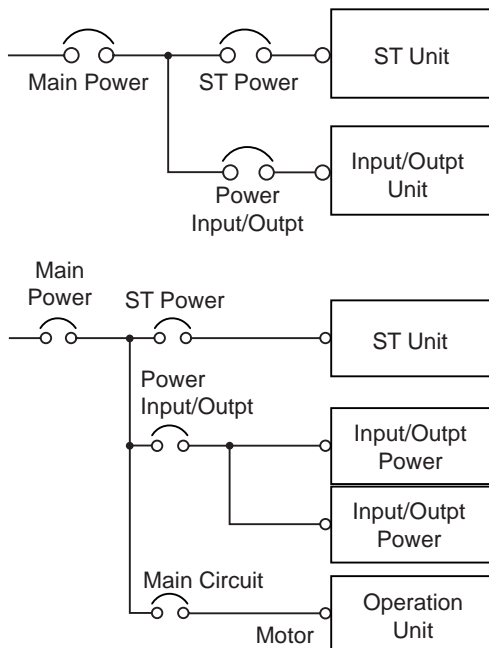 ST Unit
Main Power
ST Power
Input/Outpt
Unit
Power
Input/Outpt
Main
Power
ST Power
ST Unit
Power
Input/Outpt
Input/Outpt
Power
Input/Outpt
Power
Main Circuit
Motor
Operation
Unit